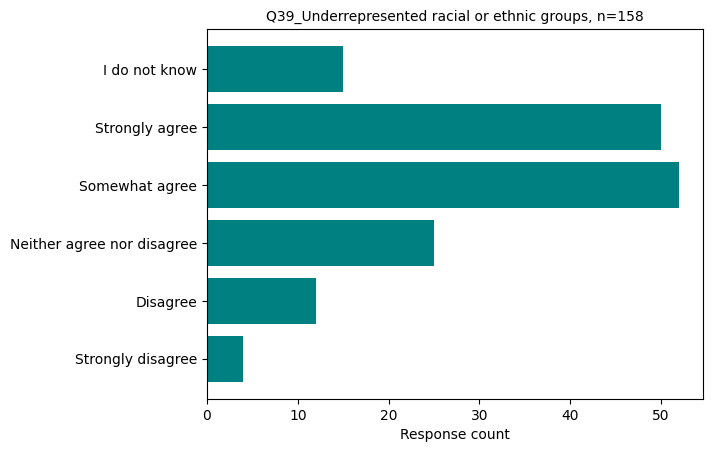 Q39_Underrepresented racial or ethnic groups, n=158
I do not know
Strongly agree
Somewhat agree
Neither agree nor disagree
Disagree
Strongly disagree
0 10 20 30 40 50
Response count